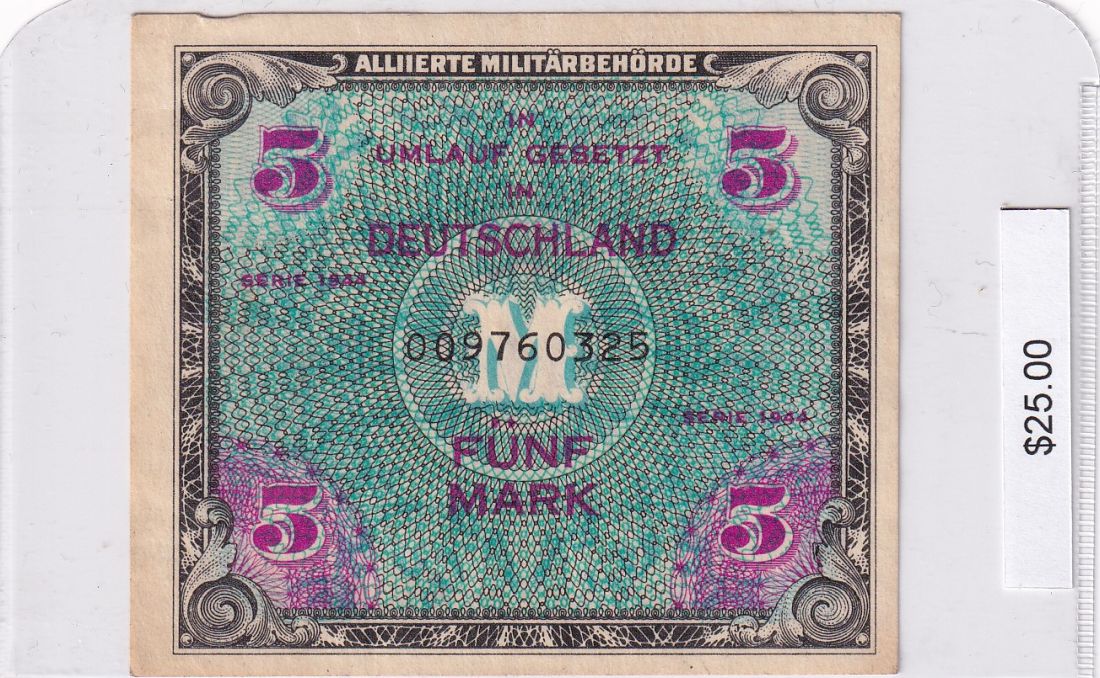 ALLIIERTE MILITÄRBEHÖRDE
5 5
IN
UMLAUF GESETZT
IN
DEUTSCHLAND
SERIE 1944
M
009760325
SERIE 1944
FÜNF
MARK
5 5
$25.00